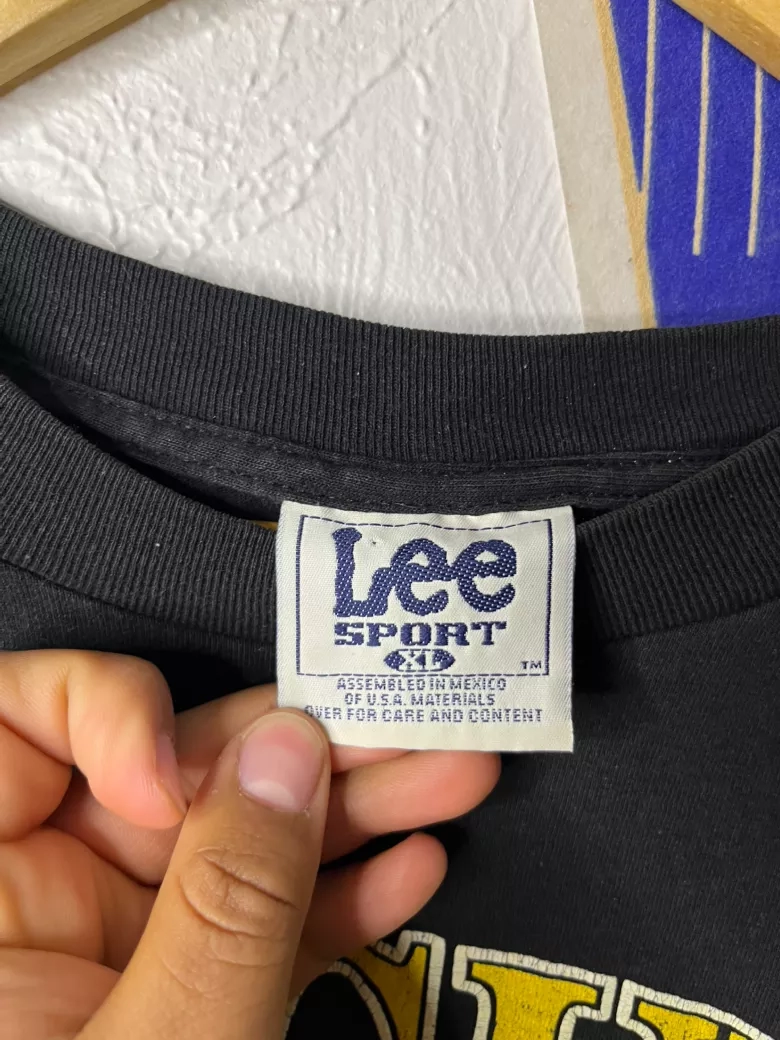 Lee
SPORT
XL
TM
ASSEMBLED IN MEXICO
OF U.S.A. MATERIALS
OVER FOR CARE AND CONTENT